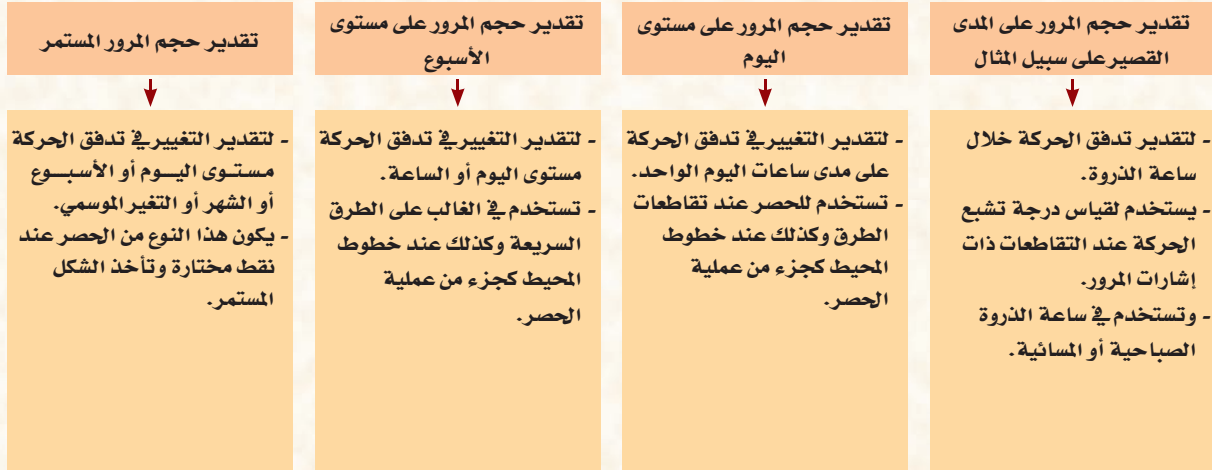 تقدير حجم المرور على المدى
القصير على سبيل المثال
- لتقدير تدفق الحركة خلال
ساعة الذروة.
- يستخدم لقياس درجة تشبع
الحركة عند التقاطعات ذات
إشارات المرور.
- وتستخدم في ساعة الذروة
الصباحية أو المسائية.
تقدير حجم المرور على مستوى
اليوم
- لتقدير التغيير في تدفق الحركة
على مدى ساعات اليوم الواحد.
- تستخدم للحصر عند تقاطعات
الطرق وكذلك عند خطوط
المحيط كجزء من عملية
الحصر.
تقدير حجم المرور على مستوى
الأسبوع
- لتقدير التغيير في تدفق الحركة
مستوى اليوم أو الساعة.
- تستخدم في الغالب على الطرق
السريعة وكذلك عند خطوط
المحيط كجزء من عملية
الحصر.
تقدير حجم المرور المستمر
- لتقدير التغيير في تدفق الحركة
مستوى اليوم أو الأسبوع
أو الشهر أو التغير الموسمي.
- يكون هذا النوع من الحصر عند
نقط مختارة وتأخذ الشكل
المستمر.